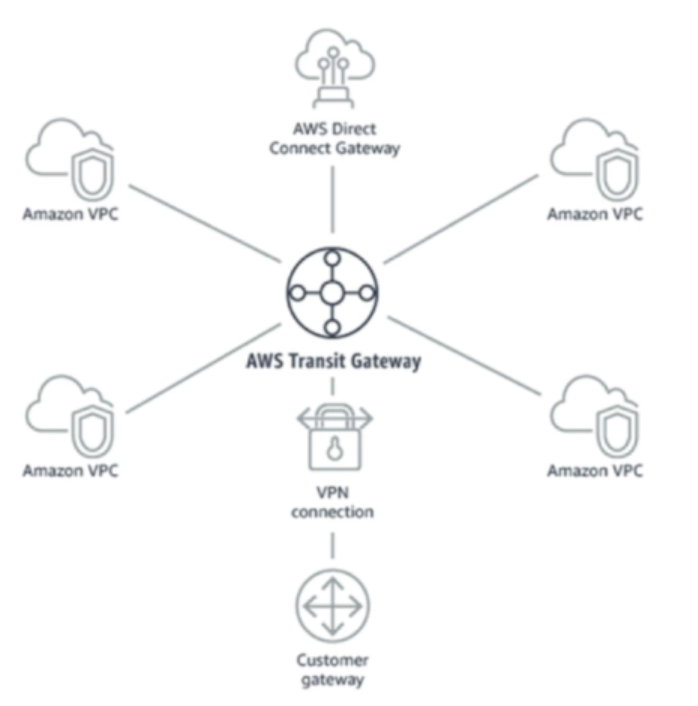 AWS Direct
Connect Gateway
Amazon VPC
Amazon VPC
AWS Transit Gateway
Amazon VPC
Amazon VPC
VPN
connection
Customer
gateway